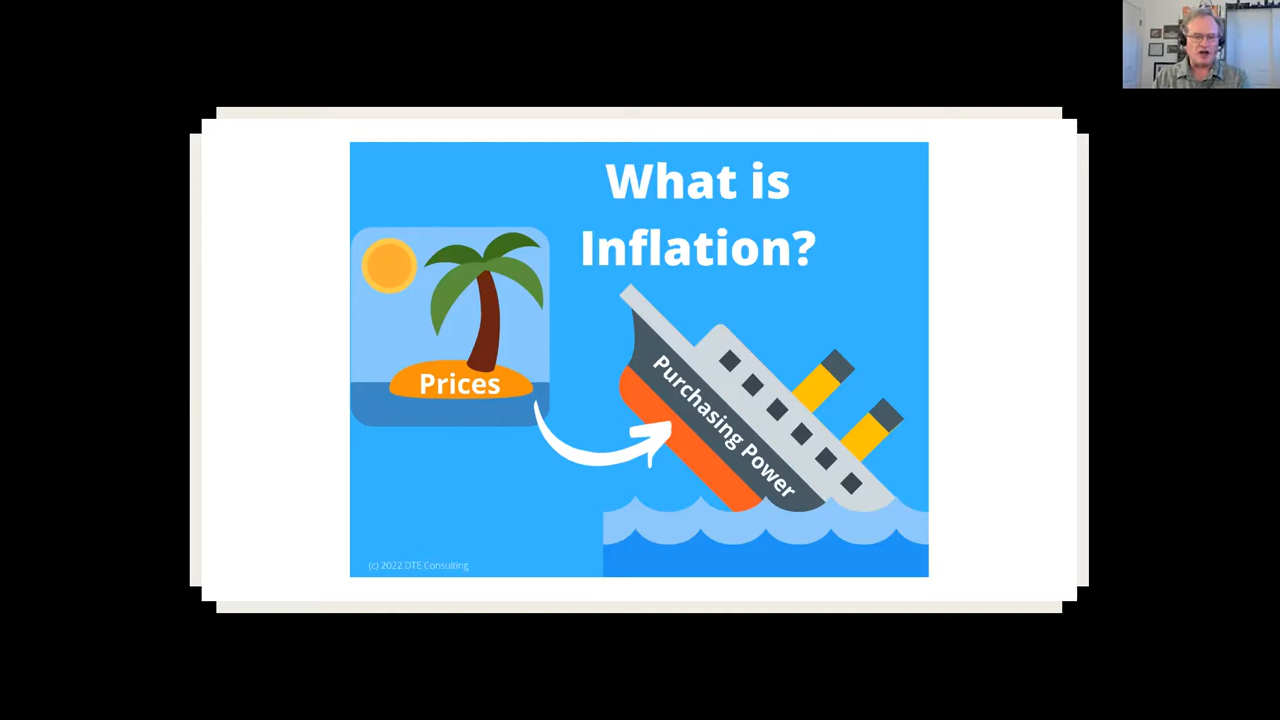 What is
Inflation?
Prices
Purchasing Power
(c) 2022 DTE Consulting